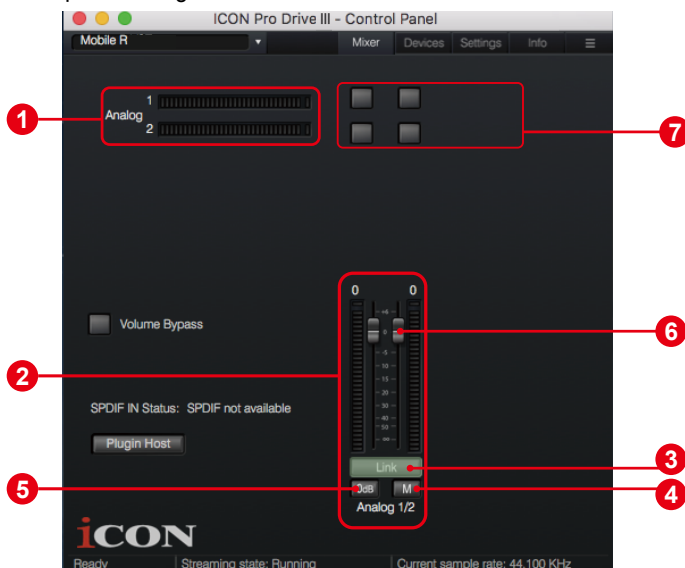 ICON Pro Drive III - Control Panel
Mobile R
Mixer Devices Settings Info
1
Analog
2
1
7
0 0
+6
0
-5
-10
-15
-20
-30
-40
-50
-∞
6
Volume Bypass
2
SPDIF IN Status: SPDIF not available
Plugin Host
Link
3
5
0dB M
4
Analog 1/2
iCON
Ready Streaming state: Running Current sample rate: 44.100 KHz